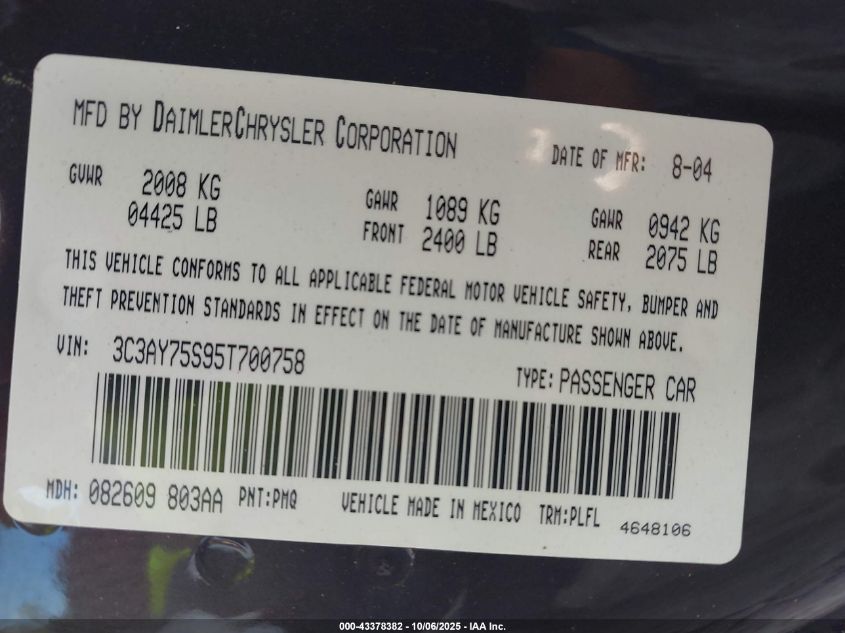 MFD BY DAIMLERCHRYSLER CORPORATION DATE OF MFR: 8-04
GVWR 2008 KG GAWR 1089 KG GAWR 0942 KG
04425 LB FRONT 2400 LB REAR 2075 LB
THIS VEHICLE CONFORMS TO ALL APPLICABLE FEDERAL MOTOR VEHICLE SAFETY, BUMPER AND
THEFT PREVENTION STANDARDS IN EFFECT ON THE DATE OF MANUFACTURE SHOWN ABOVE.
VIN: 3C3AY75S95T700758 TYPE: PASSENGER CAR
MDH: 082609 803AA PNT:PMQ VEHICLE MADE IN MEXICO TRM:PLFL 4648106
000-43378382 - 10/06/2025 - IAA Inc.